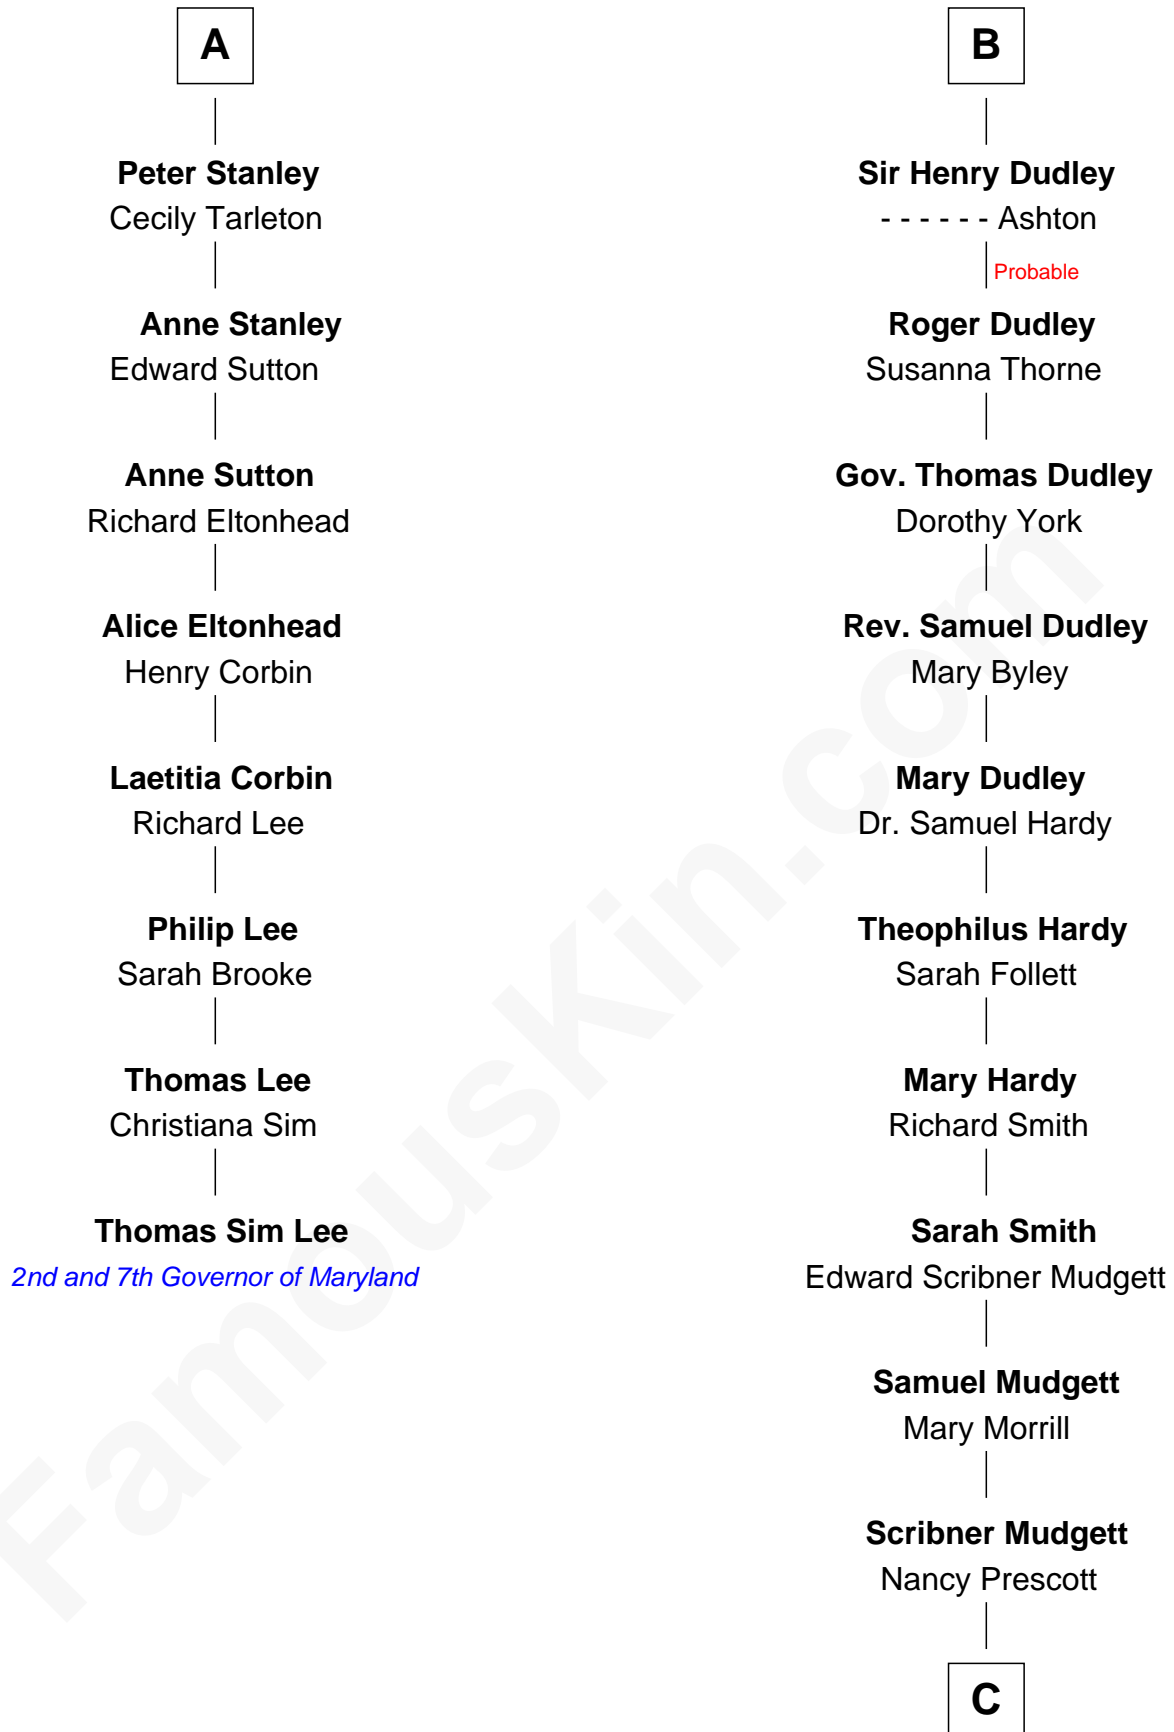 A
Peter Stanley
Cecily Tarleton
Anne Stanley
Edward Sutton
Anne Sutton
Richard Eltonhead
Alice Eltonhead
Henry Corbin
Laetitia Corbin
Richard Lee
Philip Lee
Sarah Brooke
Thomas Lee
Christiana Sim
Thomas Sim Lee
2nd and 7th Governor of Maryland
B
Sir Henry Dudley
- - - - - - Ashton
Probable
Roger Dudley
Susanna Thorne
Gov. Thomas Dudley
Dorothy York
Rev. Samuel Dudley
Mary Byley
Mary Dudley
Dr. Samuel Hardy
Theophilus Hardy
Sarah Follett
Mary Hardy
Richard Smith
Sarah Smith
Edward Scribner Mudgett
Samuel Mudgett
Mary Morrill
Scribner Mudgett
Nancy Prescott
C
FamousKin.com